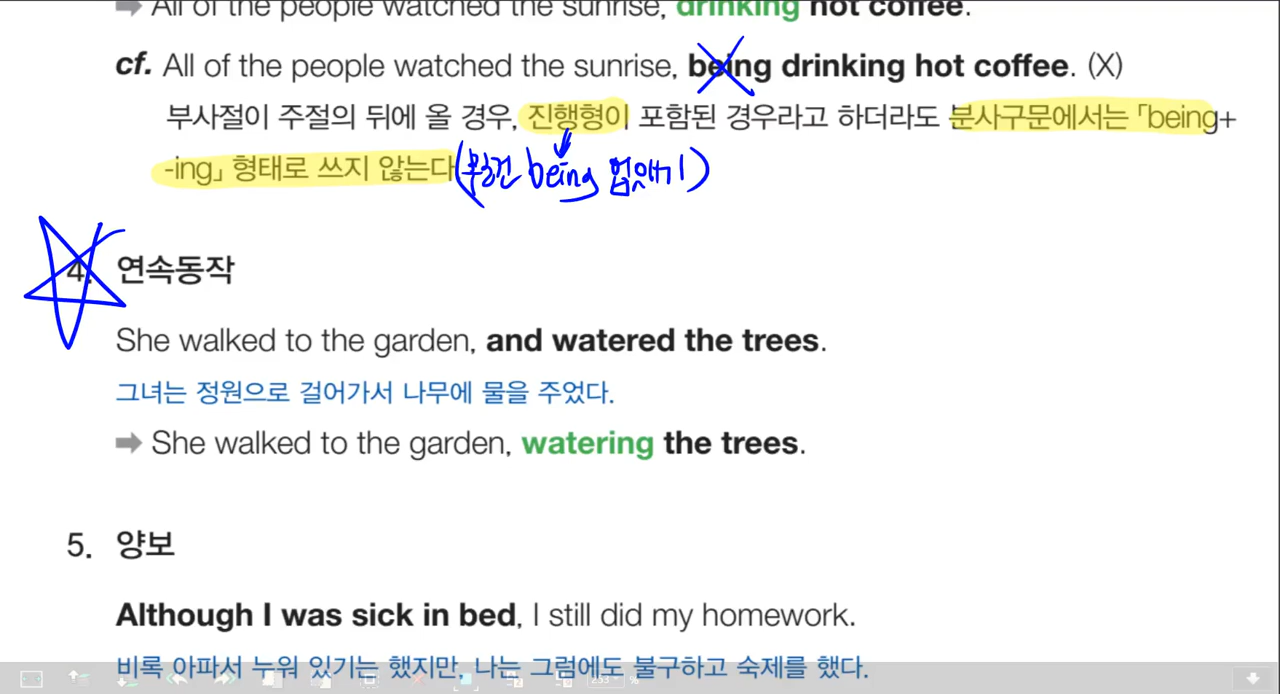 ➡ All of the people watched the sunrise, drinking hot coffee.
cf. All of the people watched the sunrise, being drinking hot coffee. (X)
부사절이 주절의 뒤에 올 경우, 진행형이 포함된 경우라고 하더라도 분사구문에서는 「being+
-ing」 형태로 쓰지 않는다 (무조건 being 없애기)
4. 연속동작
She walked to the garden, and watered the trees.
그녀는 정원으로 걸어가서 나무에 물을 주었다.
➡ She walked to the garden, watering the trees.
5. 양보
Although I was sick in bed, I still did my homework.
비록 아파서 누워 있기는 했지만, 나는 그럼에도 불구하고 숙제를 했다.